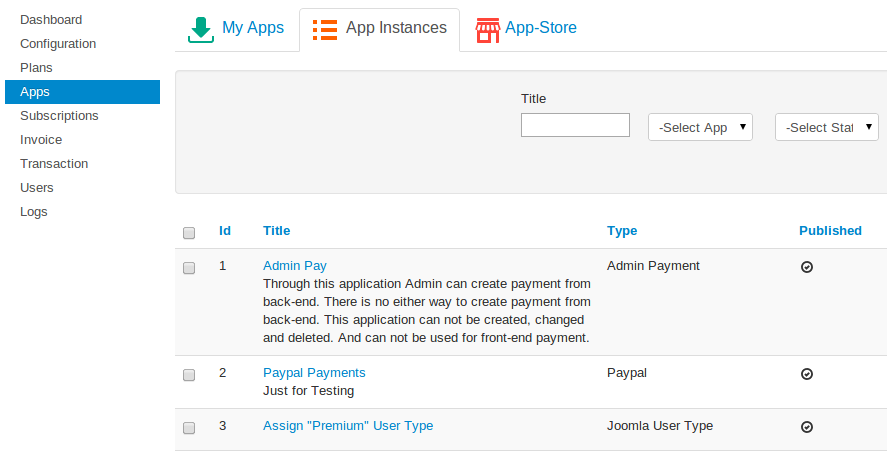 Dashboard
Configuration
Plans
Apps
Subscriptions
Invoice
Transaction
Users
Logs
My Apps
App Instances
App-Store
Title
-Select App
-Select Stat
Id Title Type Published
1 Admin Pay Admin Payment
Through this application Admin can create payment from
back-end. There is no either way to create payment from
back-end. This application can not be created, changed
and deleted. And can not be used for front-end payment.
2 Paypal Payments Paypal
Just for Testing
3 Assign "Premium" User Type Joomla User Type